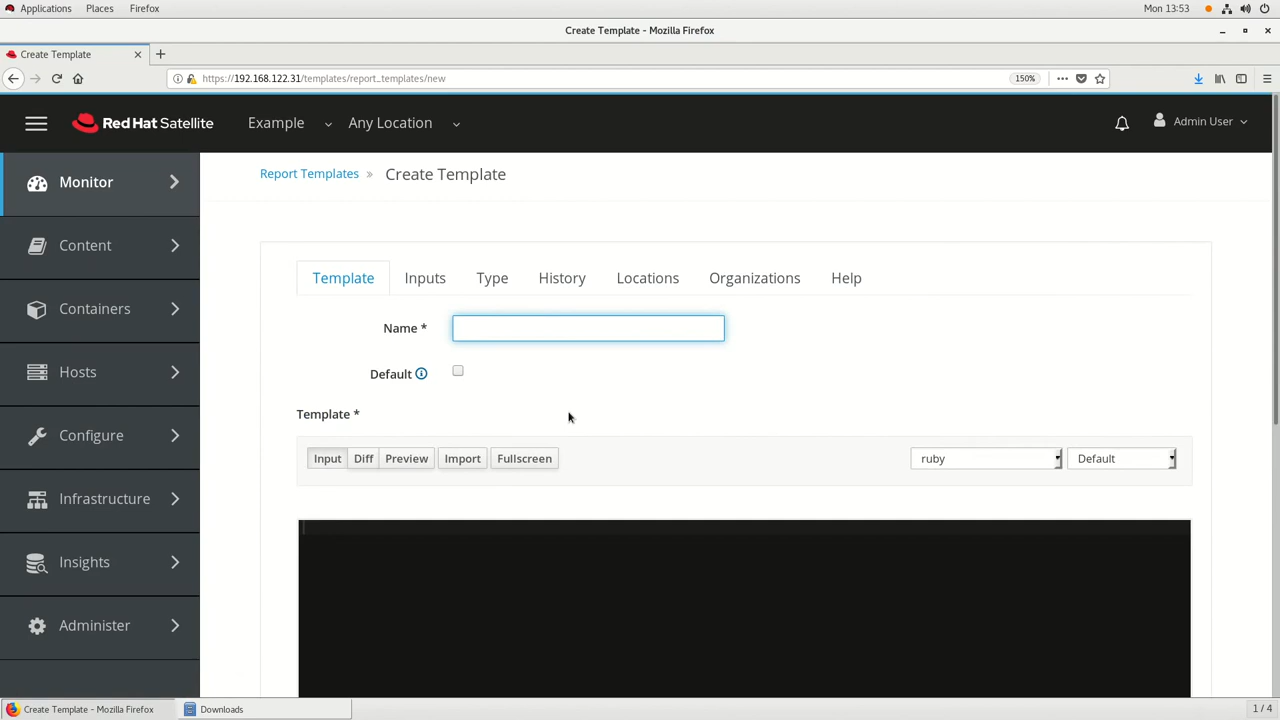 Applications Places Firefox Mon 13:53
Create Template - Mozilla Firefox
Create Template
https://192.168.122.31/templates/report_templates/new 150%
Red Hat Satellite Example Any Location Admin User
Monitor
Content
Containers
Hosts
Configure
Infrastructure
Insights
Administer
Report Templates » Create Template
Template Inputs Type History Locations Organizations Help
Name *
Default
Template *
Input Diff Preview Import Fullscreen ruby Default
Create Template - Mozilla Firefox Downloads 1 / 4